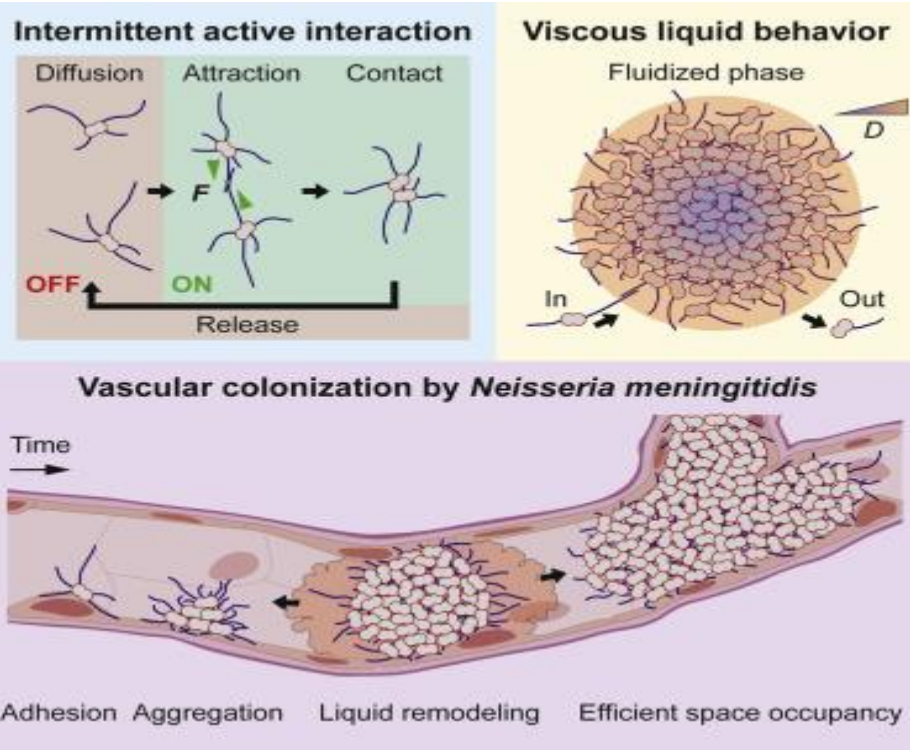 Intermittent active interaction
Diffusion Attraction Contact
F
OFF ON
Release
Viscous liquid behavior
Fluidized phase
D
In Out
Vascular colonization by Neisseria meningitidis
Time
Adhesion Aggregation Liquid remodeling Efficient space occupancy